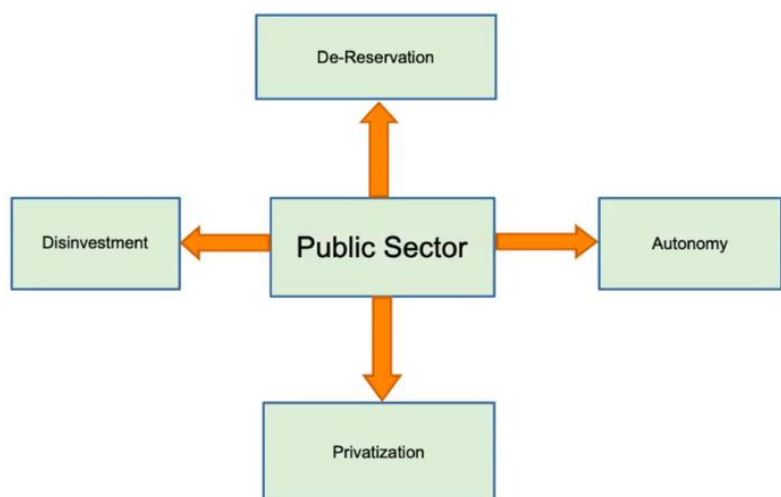 De-Reservation
Disinvestment
Public Sector
Autonomy
Privatization